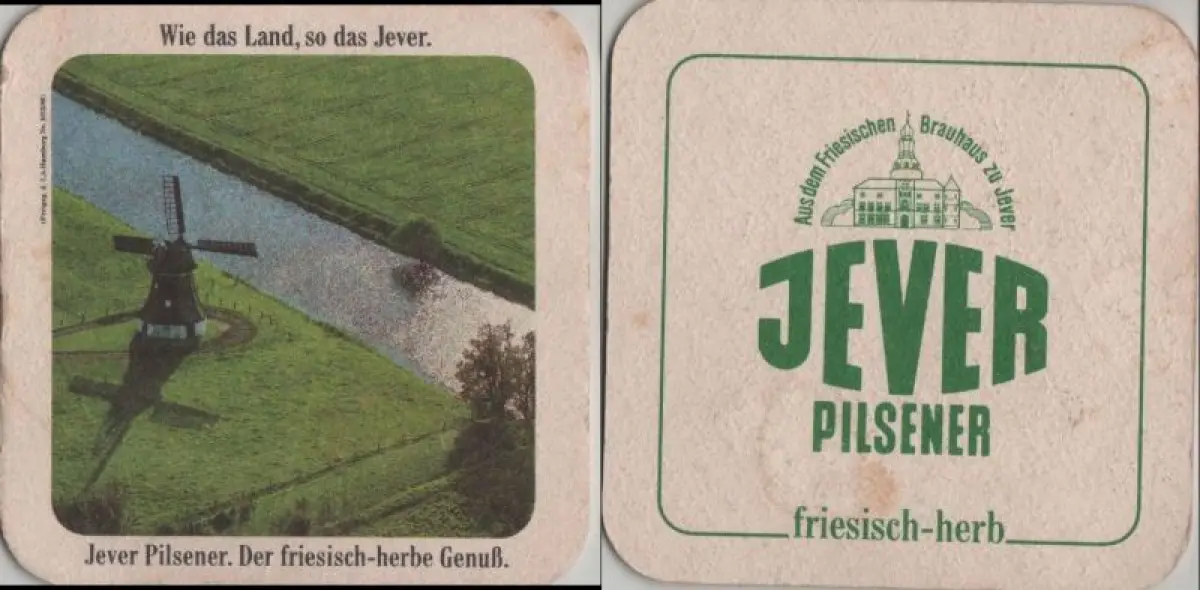 Wie das Land, so das Jever.
Jever Pilsener. Der friesisch-herbe Genuß.
Aus dem Friesischen Brauhaus zu Jever
JEVER
PILSENER
friesisch-herb